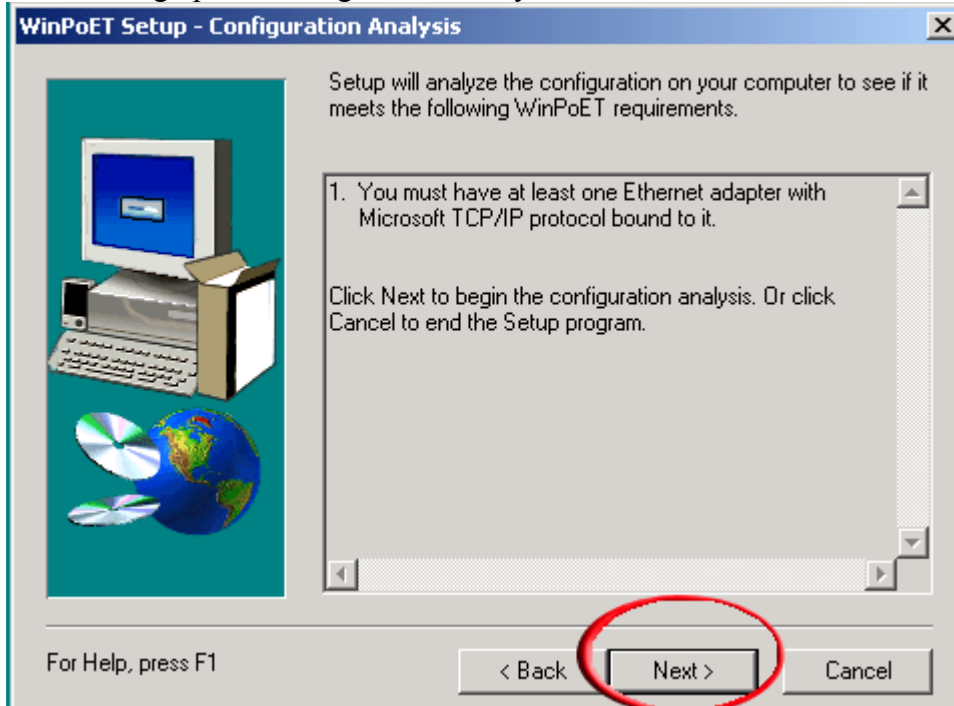 WinPoET Setup - Configuration Analysis
Setup will analyze the configuration on your computer to see if it
meets the following WinPoET requirements.
1. You must have at least one Ethernet adapter with
Microsoft TCP/IP protocol bound to it.
Click Next to begin the configuration analysis. Or click
Cancel to end the Setup program.
For Help, press F1
< Back
Next >
Cancel